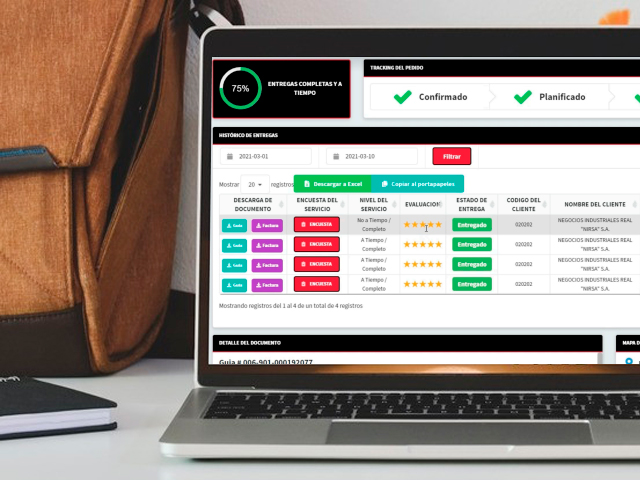 75%
ENTREGAS COMPLETAS Y A
TIEMPO
TRACKING DEL PEDIDO
Confirmado
Planificado
HISTÓRICO DE ENTREGAS
2021-03-01
2021-03-10
Filtrar
Mostrar 20 registros
Descargar a Excel
Copiar al portapapeles
DESCARGA DE
DOCUMENTO
ENCUESTA DEL
SERVICIO
NIVEL DEL
SERVICIO
EVALUACION
ESTADO DE
ENTREGA
CODIGO DEL
CLIENTE
NOMBRE DEL CLIENTE
Guía Factura ENCUESTA
No a Tiempo /
Completo
Entregado
020202
NEGOCIOS INDUSTRIALES REAL
"NIRSA" S.A.
Guía Factura ENCUESTA
A Tiempo /
Completo
Entregado
020202
NEGOCIOS INDUSTRIALES REAL
"NIRSA" S.A.
Guía Factura ENCUESTA
A Tiempo /
Completo
Entregado
020202
NEGOCIOS INDUSTRIALES REAL
"NIRSA" S.A.
Guía Factura ENCUESTA
A Tiempo /
Completo
Entregado
020202
NEGOCIOS INDUSTRIALES REAL
"NIRSA" S.A.
Mostrando registros del 1 al 4 de un total de 4 registros
DETALLE DEL DOCUMENTO
MAPA D
Guia # 006-901-000192077